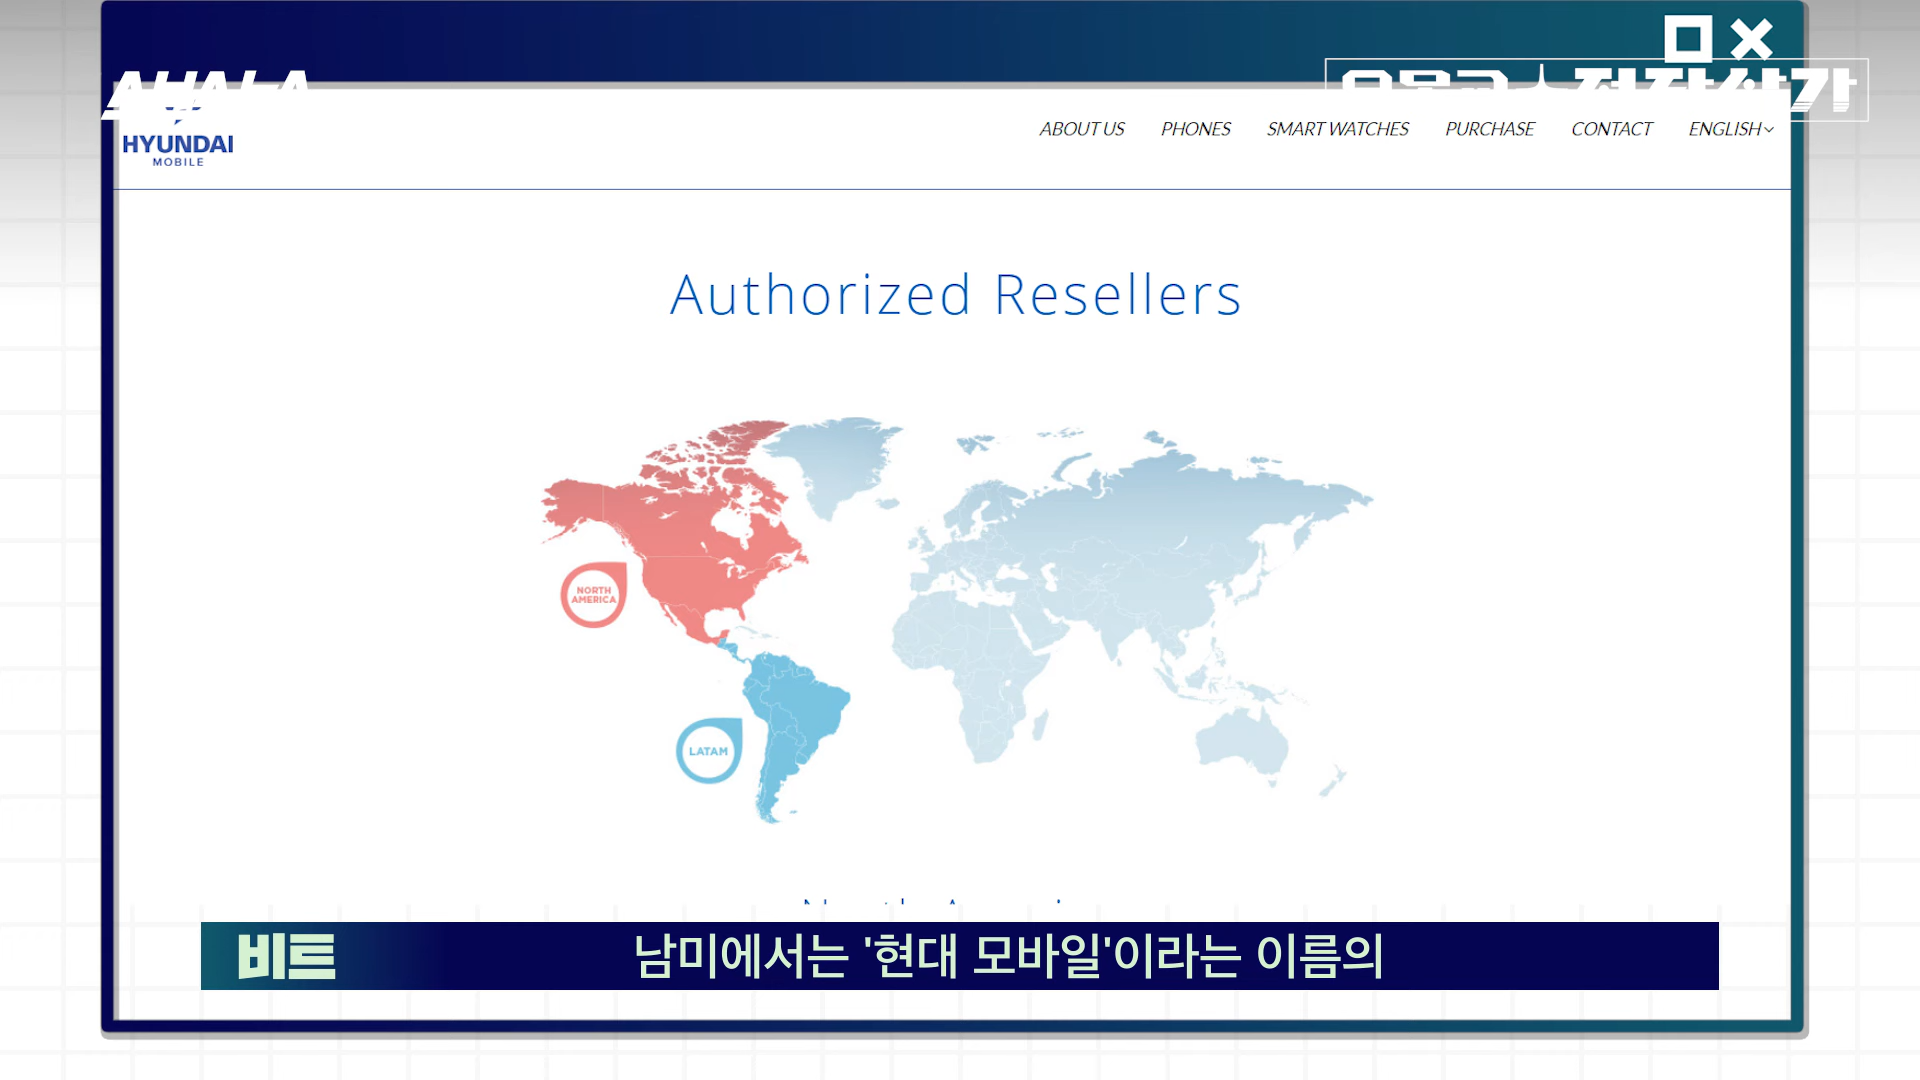 HYUNDAI
MOBILE
ABOUT US
PHONES
SMART WATCHES
PURCHASE
CONTACT
ENGLISH
Authorized Resellers
NORTH
AMERICA
LATAM
비트
남미에서는 '현대 모바일'이라는 이름의